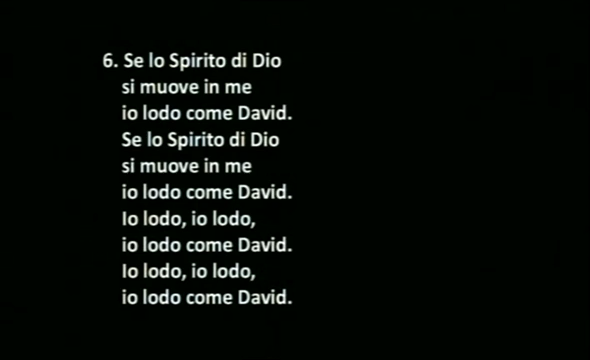 6. Se lo Spirito di Dio
si muove in me
io lodo come David.
Se lo Spirito di Dio
si muove in me
io lodo come David.
Io lodo, io lodo,
io lodo come David.
Io lodo, io lodo,
io lodo come David.